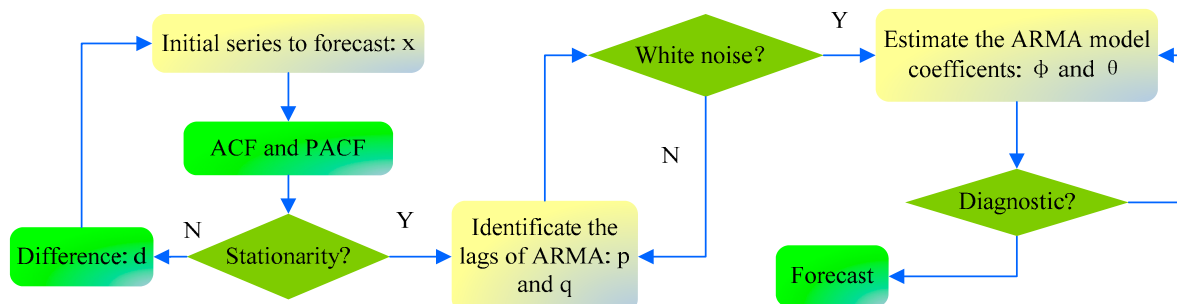 Initial series to forecast: x
ACF and PACF
Stationarity?
N
Difference: d
Y
Identificate the
lags of ARMA: p
and q
White noise?
N
Y
Estimate the ARMA model
coefficents: ϕ and θ
Diagnostic?
Forecast